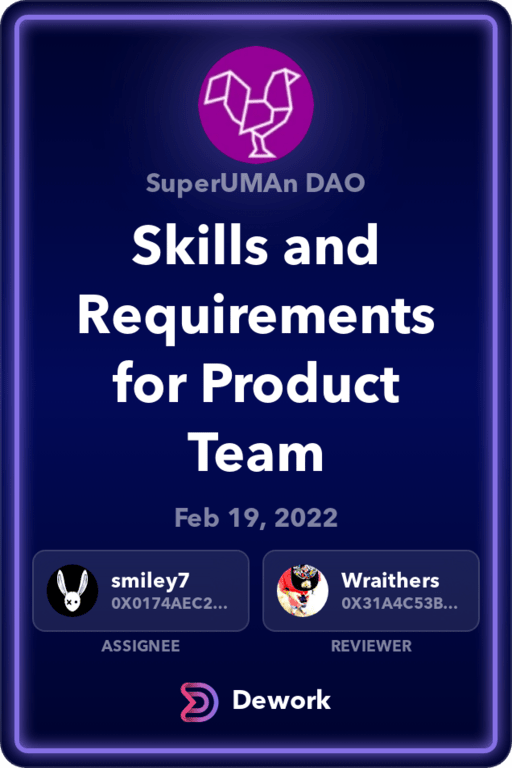 SuperUMAn DAO
Skills and
Requirements
for Product
Team
Feb 19, 2022
smiley7
0X0174AEC2...
ASSIGNEE
Wraithers
0X31A4C53B...
REVIEWER
Dework